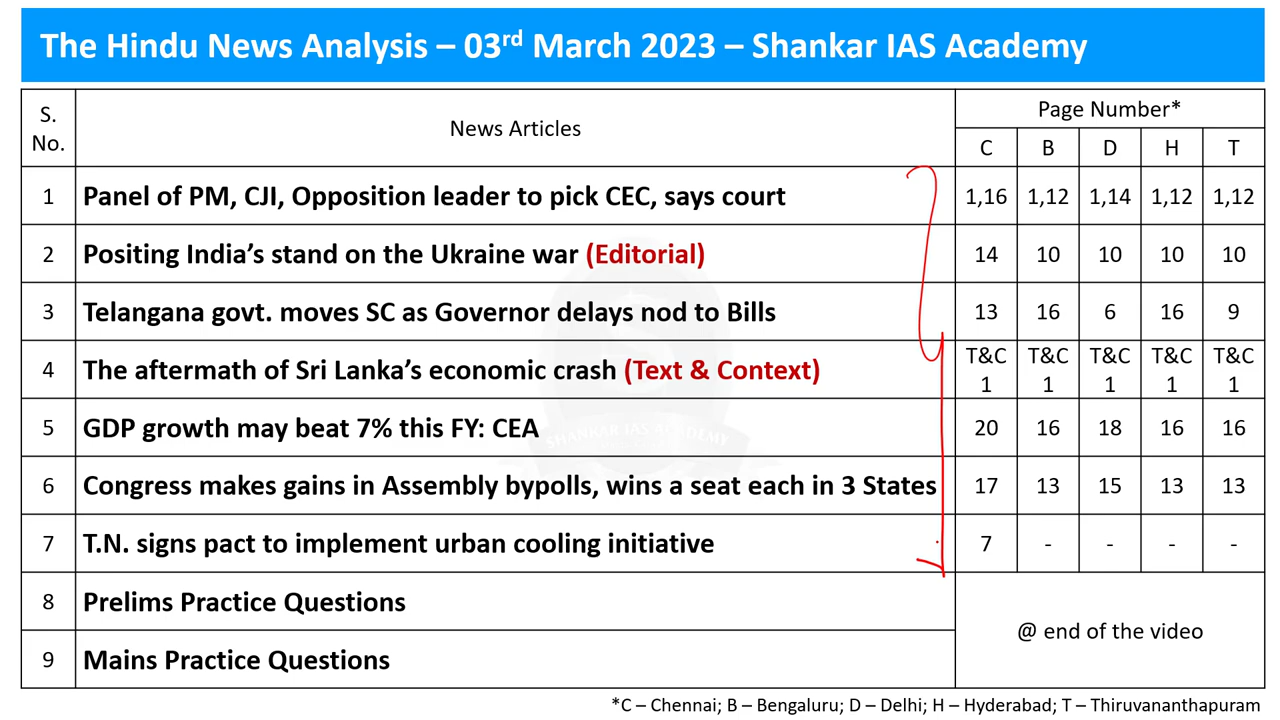 The Hindu News Analysis – 03rd March 2023 – Shankar IAS Academy
S. No. News Articles Page Number*
C B D H T
1 Panel of PM, CJI, Opposition leader to pick CEC, says court 1,16 1,12 1,14 1,12 1,12
2 Positing India's stand on the Ukraine war (Editorial) 14 10 10 10 10
3 Telangana govt. moves SC as Governor delays nod to Bills 13 16 6 16 9
4 The aftermath of Sri Lanka's economic crash (Text & Context) T&C 1 T&C 1 T&C 1 T&C 1 T&C 1
5 GDP growth may beat 7% this FY: CEA 20 16 18 16 16
6 Congress makes gains in Assembly bypolls, wins a seat each in 3 States 17 13 15 13 13
7 T.N. signs pact to implement urban cooling initiative 7 - - - -
8 Prelims Practice Questions
@ end of the video
9 Mains Practice Questions
*C – Chennai; B – Bengaluru; D – Delhi; H – Hyderabad; T – Thiruvananthapuram
SHANKAR IAS ACADEMY